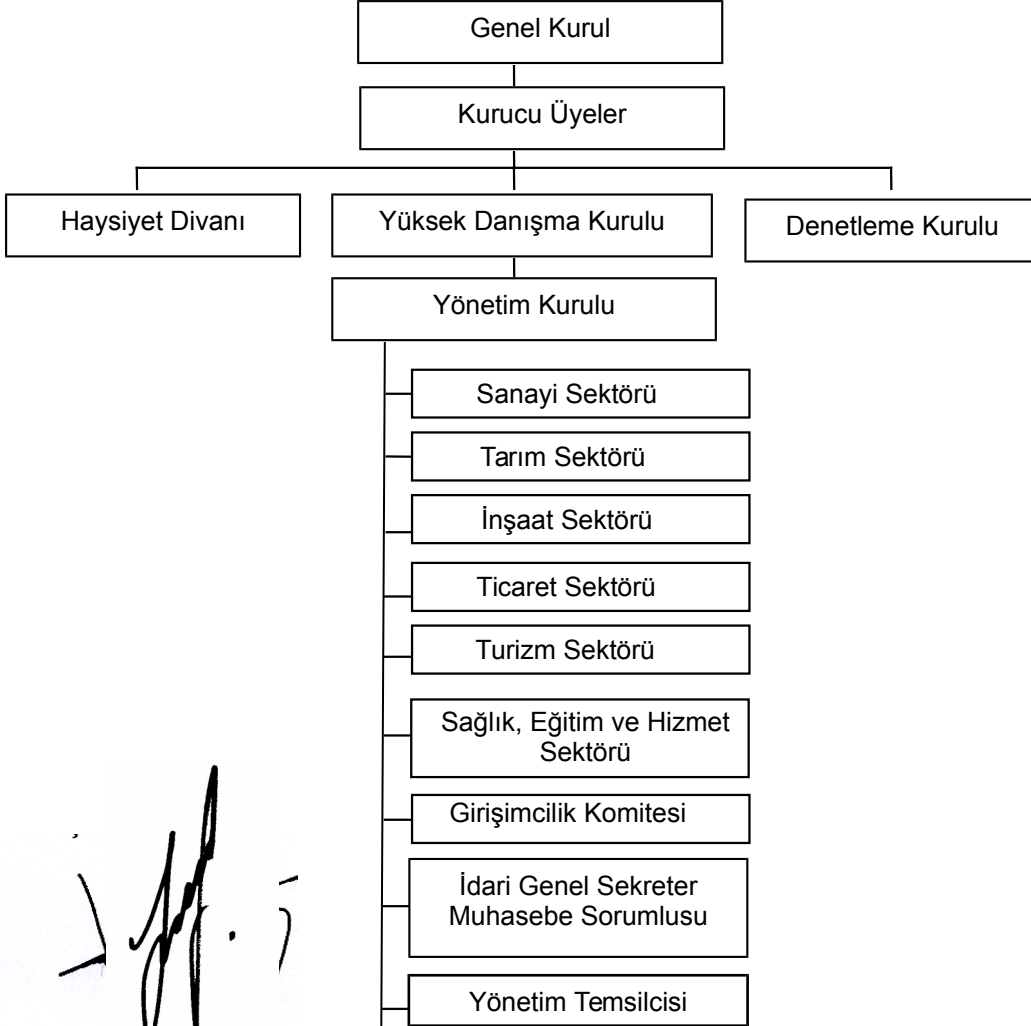 Genel Kurul
Kurucu Üyeler
Haysiyet Divanı
Yüksek Danışma Kurulu
Denetleme Kurulu
Yönetim Kurulu
Sanayi Sektörü
Tarım Sektörü
İnşaat Sektörü
Ticaret Sektörü
Turizm Sektörü
Sağlık, Eğitim ve Hizmet
Sektörü
Girişimcilik Komitesi
İdari Genel Sekreter
Muhasebe Sorumlusu
Yönetim Temsilcisi